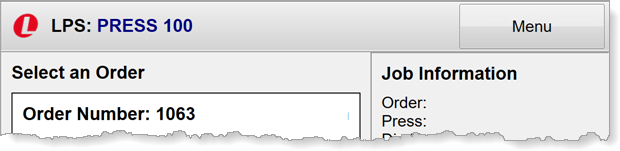 L LPS: PRESS 100
Menu
Select an Order
Order Number: 1063
Job Information
Order:
Press: